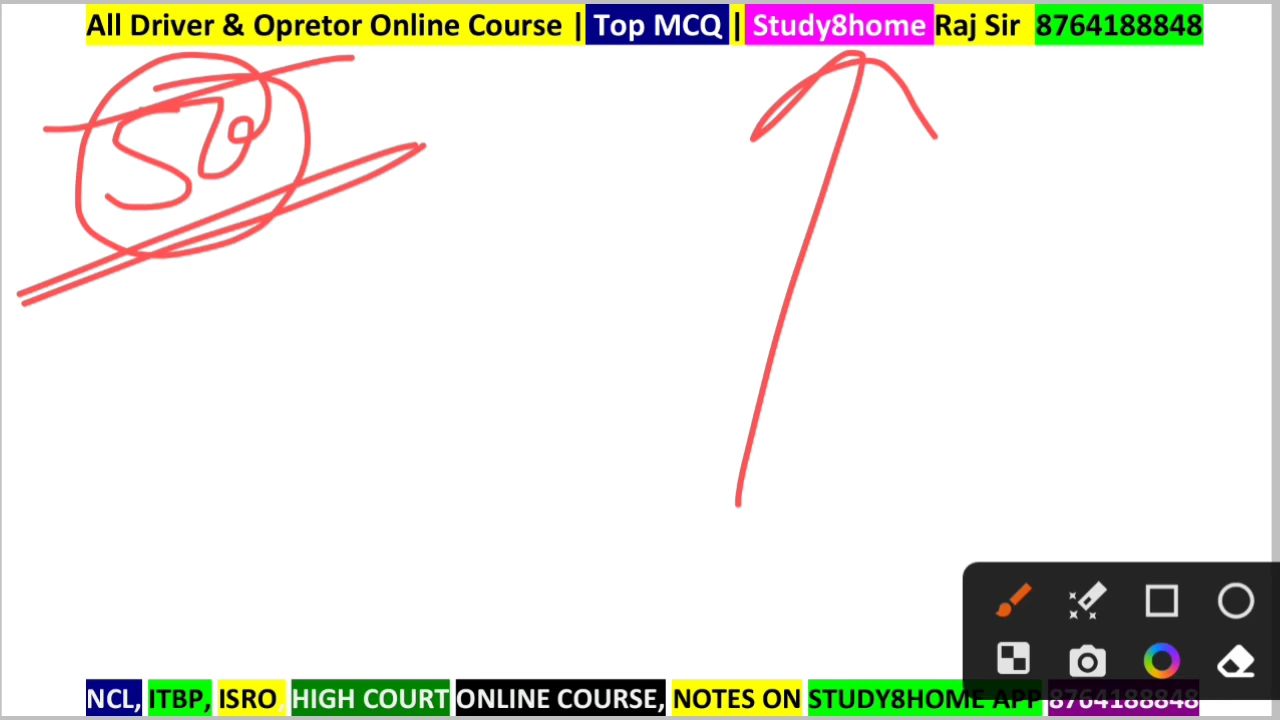 All Driver & Opretor Online Course | Top MCQ | Study8home Raj Sir 8764188848
50
NCL, ITBP, ISRO, HIGH COURT ONLINE COURSE, NOTES ON STUDY8HOME APP 8764188848